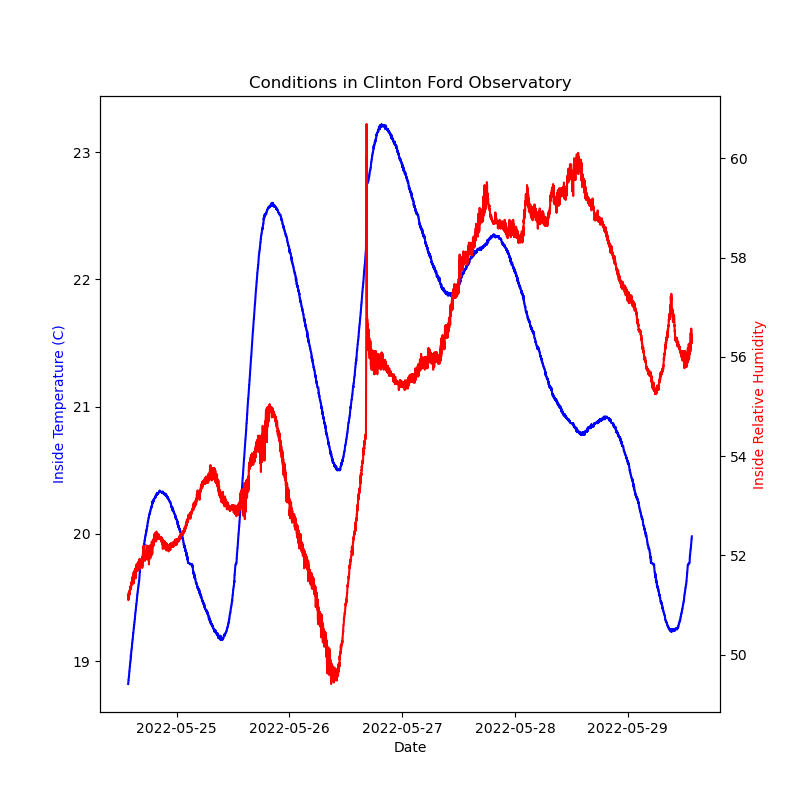 Conditions in Clinton Ford Observatory
23
22
21
20
19
Inside Temperature (C)
60
58
56
54
52
50
Inside Relative Humidity
2022-05-25 2022-05-26 2022-05-27 2022-05-28 2022-05-29
Date